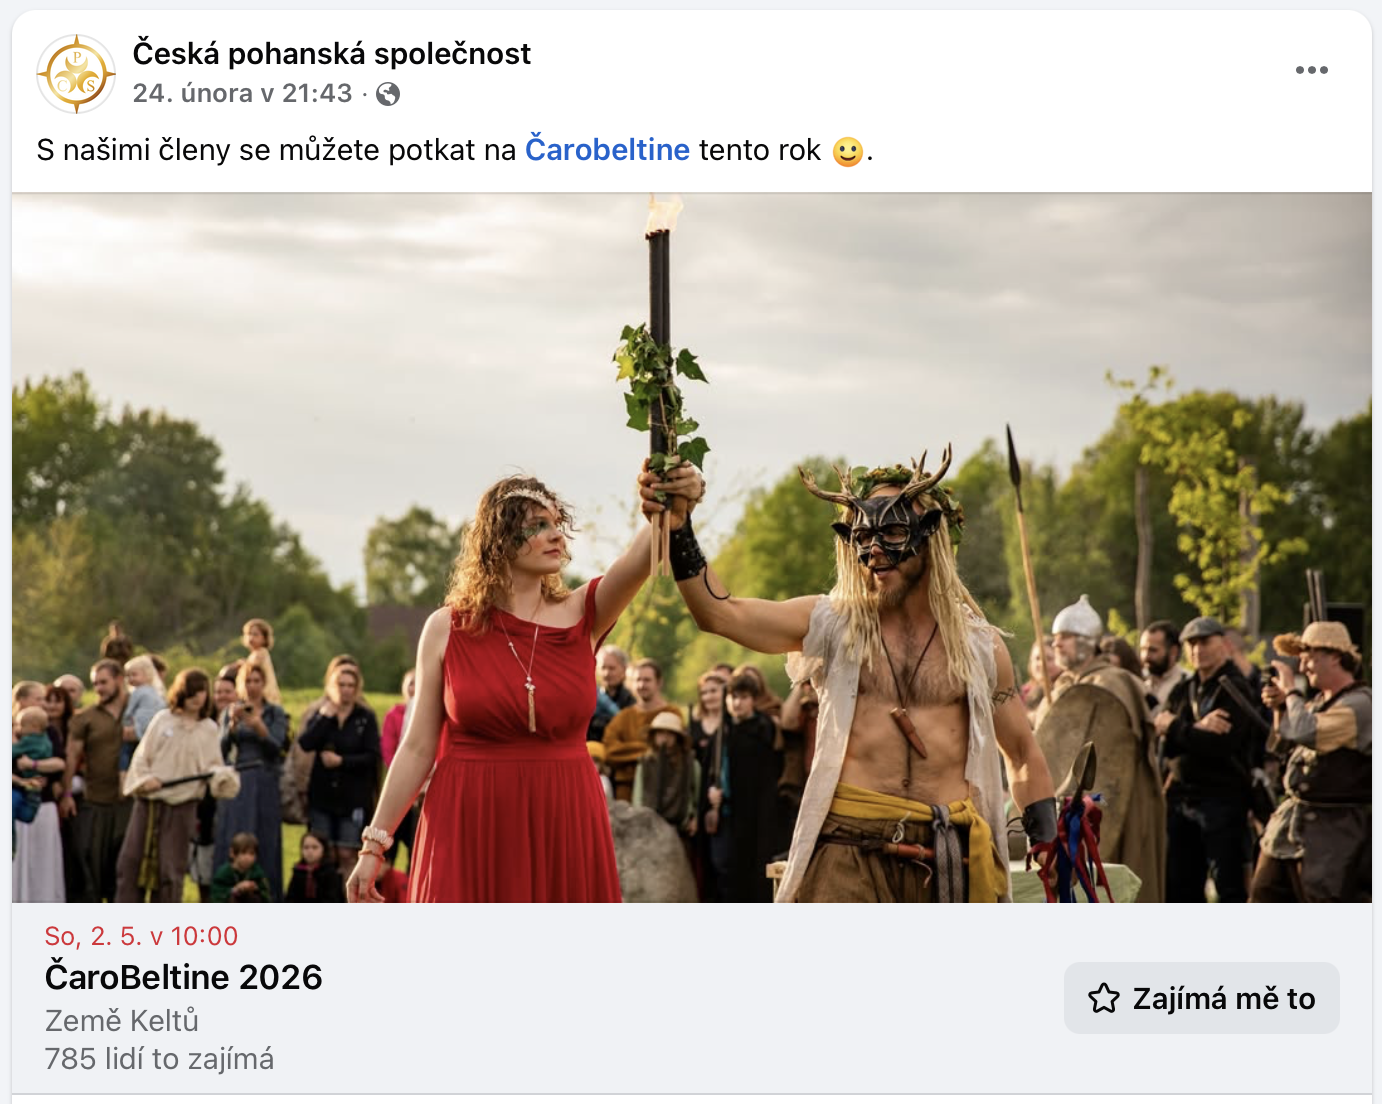 P
C S
Česká pohanská společnost
24. února v 21:43 ·
S našimi členy se můžete potkat na Čarobeltine tento rok 🙂.
So, 2. 5. v 10:00
ČaroBeltine 2026
Země Keltů
785 lidí to zajímá
Zajímá mě to